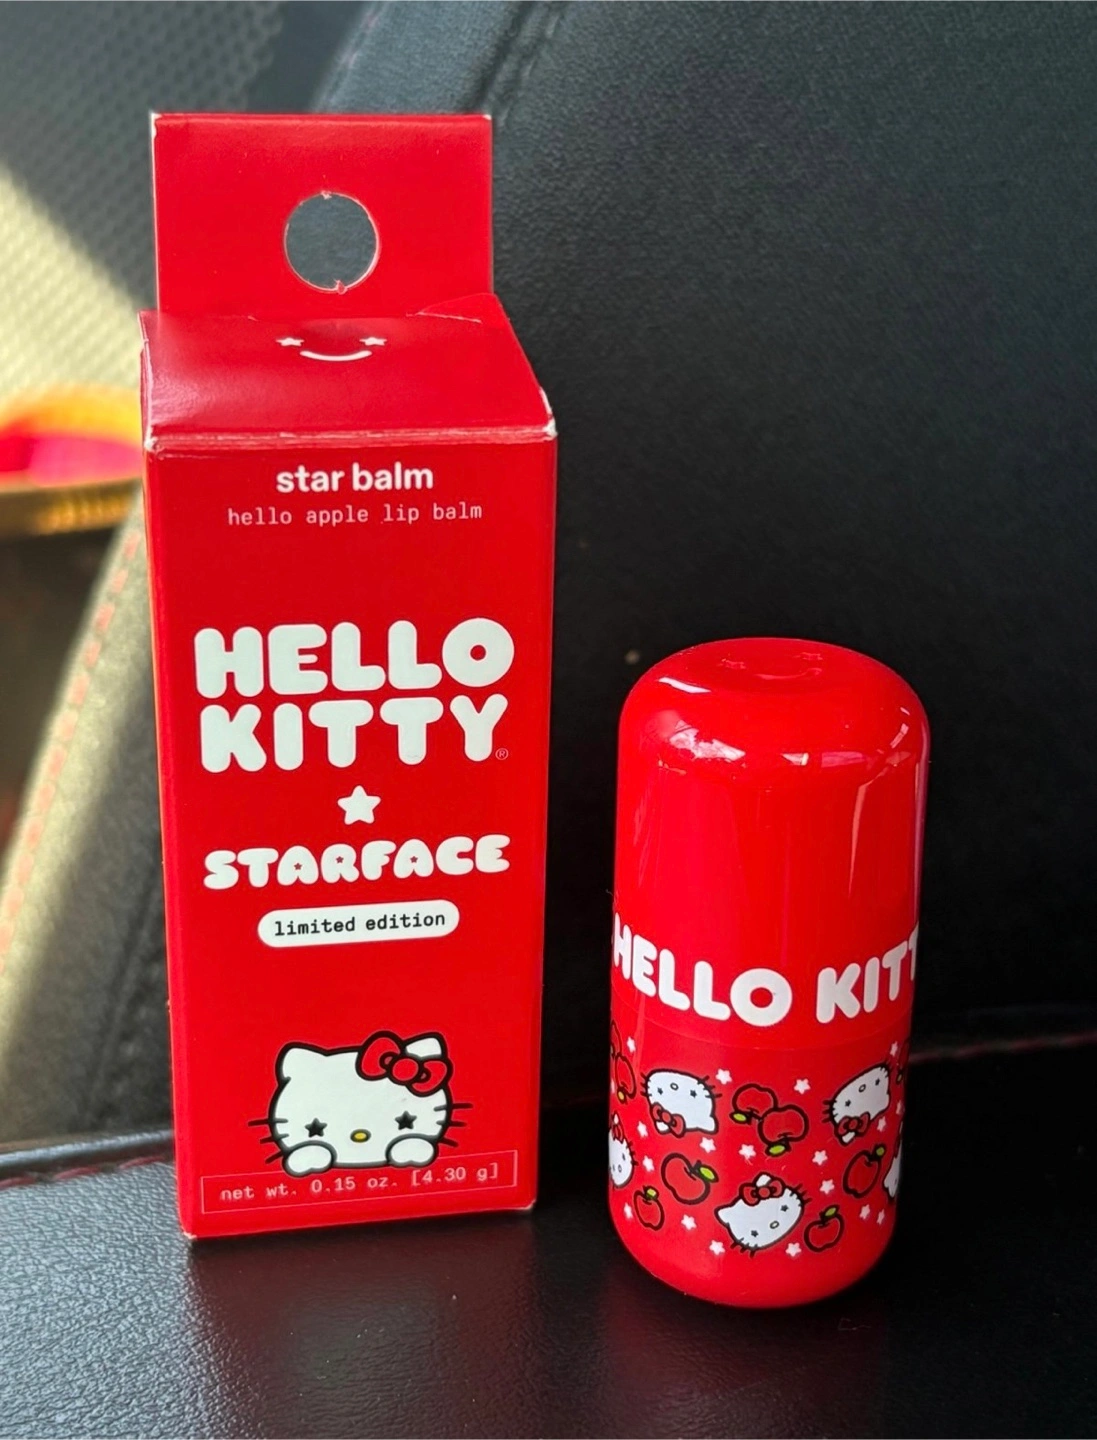 star balm
hello apple lip balm
HELLO
KITTY®
STARFACE
limited edition
net wt. 0.15 oz. [4.30 g]
HELLO KITT